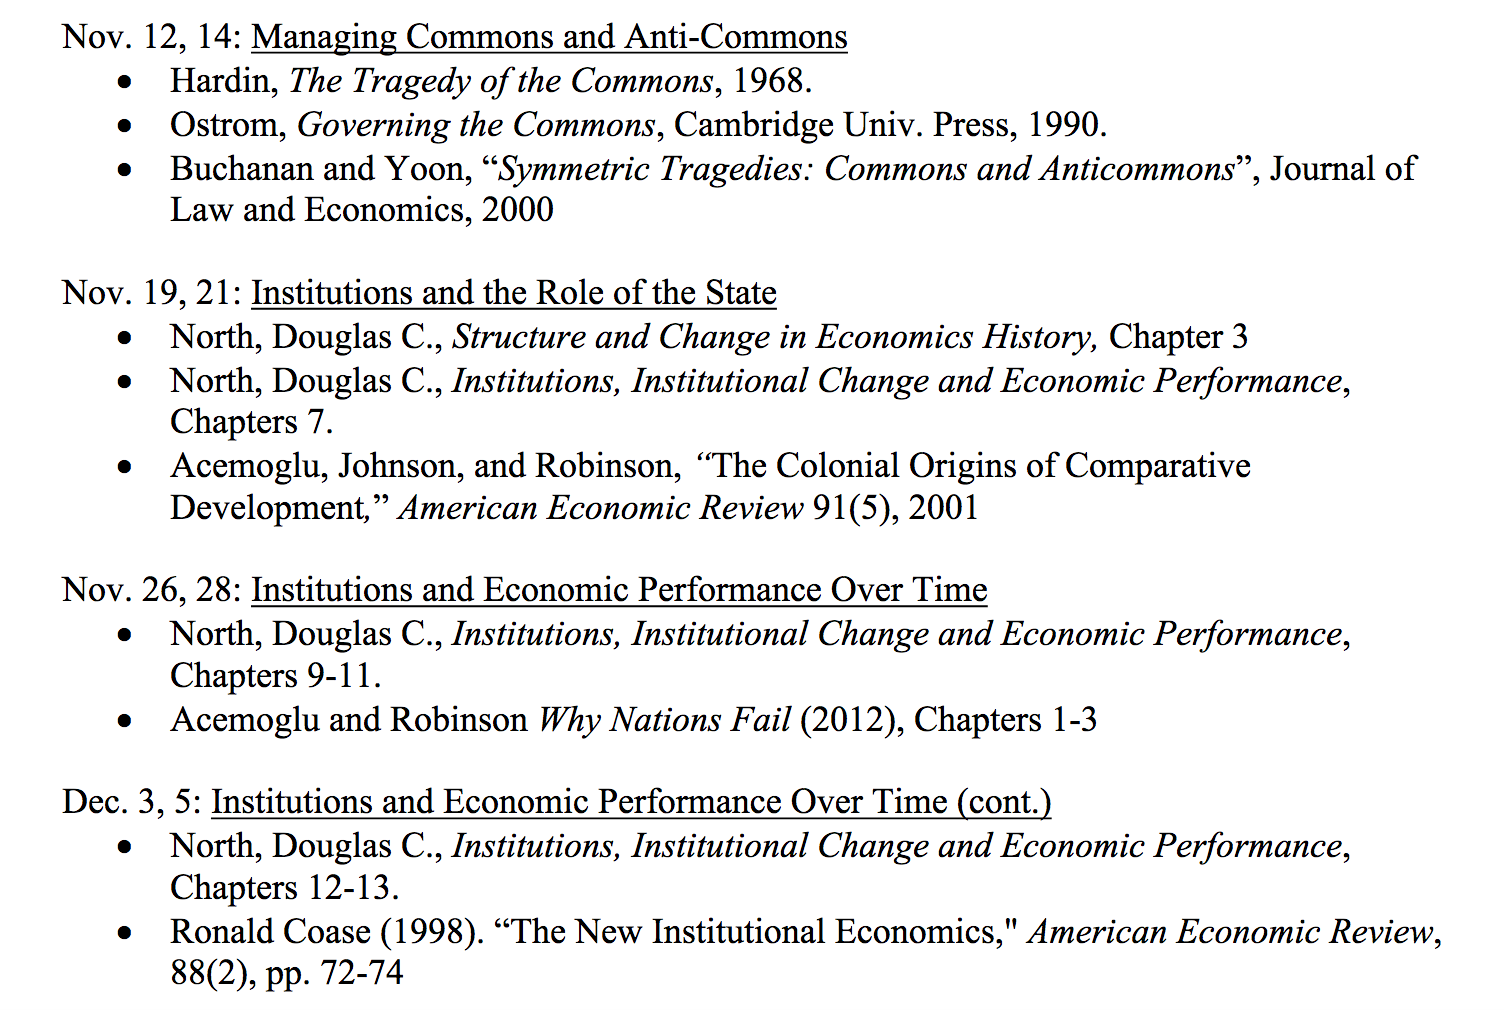 Nov. 12, 14: Managing Commons and Anti-Commons
• Hardin, The Tragedy of the Commons, 1968.
• Ostrom, Governing the Commons, Cambridge Univ. Press, 1990.
• Buchanan and Yoon, “Symmetric Tragedies: Commons and Anticommons”, Journal of
Law and Economics, 2000
Nov. 19, 21: Institutions and the Role of the State
• North, Douglas C., Structure and Change in Economics History, Chapter 3
• North, Douglas C., Institutions, Institutional Change and Economic Performance,
Chapters 7.
• Acemoglu, Johnson, and Robinson, “The Colonial Origins of Comparative
Development,” American Economic Review 91(5), 2001
Nov. 26, 28: Institutions and Economic Performance Over Time
• North, Douglas C., Institutions, Institutional Change and Economic Performance,
Chapters 9-11.
• Acemoglu and Robinson Why Nations Fail (2012), Chapters 1-3
Dec. 3, 5: Institutions and Economic Performance Over Time (cont.)
• North, Douglas C., Institutions, Institutional Change and Economic Performance,
Chapters 12-13.
• Ronald Coase (1998). “The New Institutional Economics," American Economic Review,
88(2), pp. 72-74